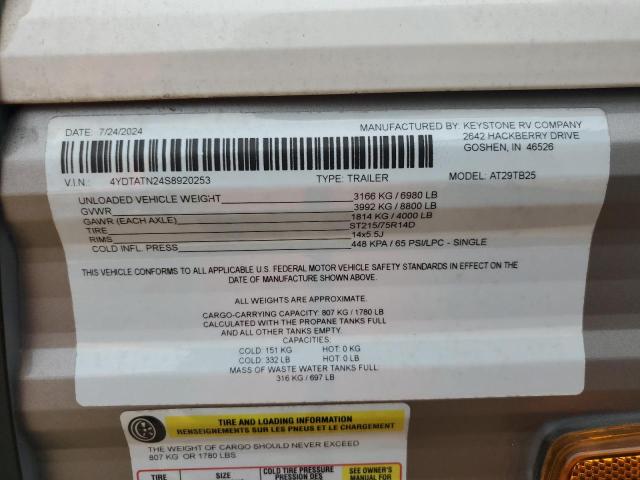 DATE: 7/24/2024
MANUFACTURED BY: KEYSTONE RV COMPANY
2642 HACKBERRY DRIVE
GOSHEN, IN 46526
V.I.N.: 4YDTATN24S8920253 TYPE: TRAILER MODEL: AT29TB25
UNLOADED VEHICLE WEIGHT 3166 KG / 6980 LB
GVWR 3992 KG / 8800 LB
GAWR (EACH AXLE) 1814 KG / 4000 LB
TIRE ST215/75R14D
RIMS 14x5.5J
COLD INFL. PRESS 448 KPA / 65 PSI/LPC - SINGLE
THIS VEHICLE CONFORMS TO ALL APPLICABLE U.S. FEDERAL MOTOR VEHICLE SAFETY STANDARDS IN EFFECT ON THE
DATE OF MANUFACTURE SHOWN ABOVE.
ALL WEIGHTS ARE APPROXIMATE.
CARGO-CARRYING CAPACITY: 807 KG / 1780 LB
CALCULATED WITH THE PROPANE TANKS FULL
AND ALL OTHER TANKS EMPTY.
CAPACITIES:
COLD: 151 KG HOT: 0 KG
COLD: 332 LB HOT: 0 LB
MASS OF WASTE WATER TANKS FULL:
316 KG / 697 LB
TIRE AND LOADING INFORMATION
RENSEIGNEMENTS SUR LES PNEUS ET LE CHARGEMENT
THE WEIGHT OF CARGO SHOULD NEVER EXCEED
807 KG OR 1780 LBS
TIRE SIZE COLD TIRE PRESSURE SEE OWNER'S
PRESSION DES MANUAL FOR